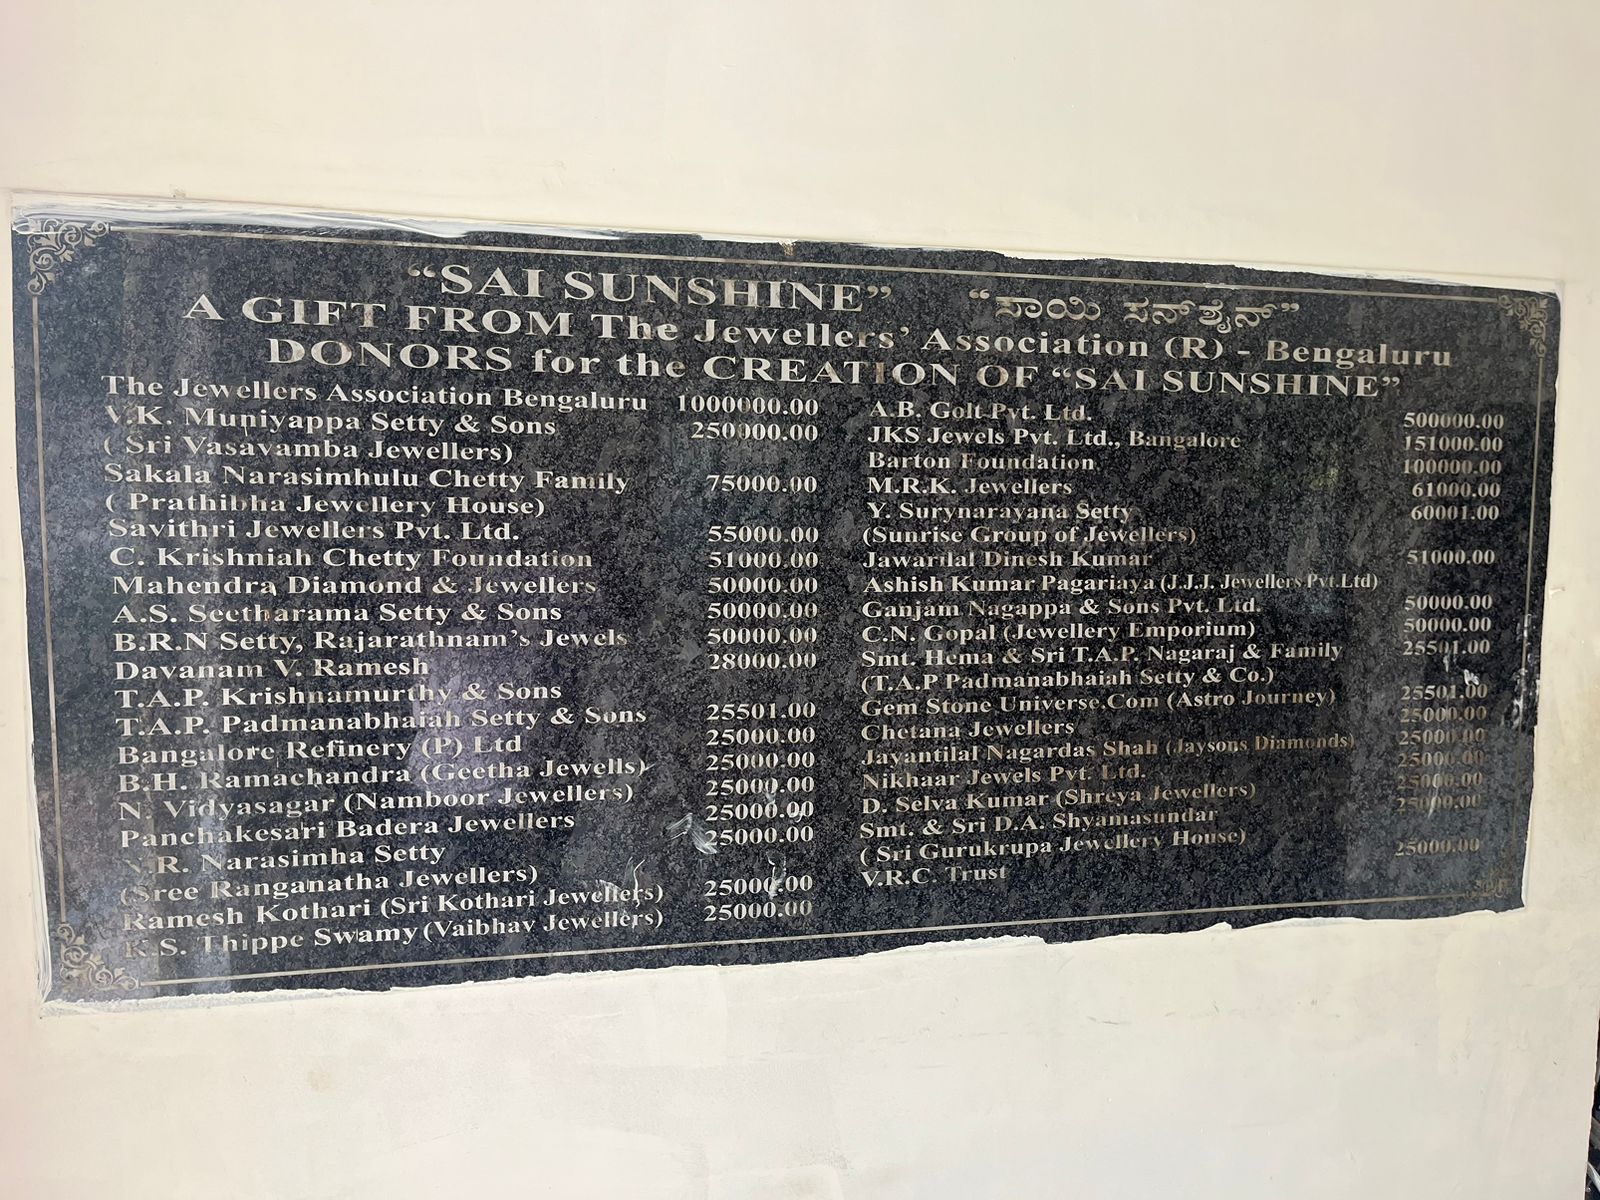 “SAI SUNSHINE” “ಸಾಯಿ ಸನ್‌ಶೈನ್”
A GIFT FROM The Jewellers’ Association (R) - Bengaluru
DONORS for the CREATION OF “SAI SUNSHINE”
The Jewellers Association Bengaluru 1000000.00
V.K. Muniyappa Setty & Sons 250000.00
( Sri Vasavamba Jewellers)
Sakala Narasimhulu Chetty Family 75000.00
( Prathibha Jewellery House)
Savithri Jewellers Pvt. Ltd. 55000.00
C. Krishniah Chetty Foundation 51000.00
Mahendra Diamond & Jewellers 50000.00
A.S. Seetharama Setty & Sons 50000.00
B.R.N Setty, Rajarathnam’s Jewels 50000.00
Davanam V. Ramesh 28000.00
T.A.P. Krishnamurthy & Sons
T.A.P. Padmanabhaiah Setty & Sons 25501.00
Bangalore Refinery (P) Ltd 25000.00
B.H. Ramachandra (Geetha Jewells) 25000.00
N. Vidyasagar (Namboor Jewellers) 25000.00
Panchakesari Badera Jewellers 25000.00
V.R. Narasimha Setty 25000.00
(Sree Ranganatha Jewellers)
Ramesh Kothari (Sri Kothari Jewellers) 25000.00
K.S. Thippe Swamy (Vaibhav Jewellers) 25000.00
A.B. Golt Pvt. Ltd. 500000.00
JKS Jewels Pvt. Ltd., Bangalore 151000.00
Barton Foundation 100000.00
M.R.K. Jewellers 61000.00
Y. Surynarayana Setty 60001.00
(Sunrise Group of Jewellers)
Jawarilal Dinesh Kumar 51000.00
Ashish Kumar Pagariaya (J.J.J. Jewellers Pvt.Ltd)
Ganjam Nagappa & Sons Pvt. Ltd. 50000.00
C.N. Gopal (Jewellery Emporium) 50000.00
Smt. Hema & Sri T.A.P. Nagaraj & Family 25501.00
(T.A.P Padmanabhaiah Setty & Co.)
Gem Stone Universe.Com (Astro Journey) 25501.00
Chetana Jewellers 25000.00
Jayantilal Nagardas Shah (Jaysons Diamonds) 25000.00
Nikhaar Jewels Pvt. Ltd. 25000.00
D. Selva Kumar (Shreya Jewellers) 25000.00
Smt. & Sri D.A. Shyamasundar 25000.00
( Sri Gurukrupa Jewellery House)
V.R.C. Trust 25000.00